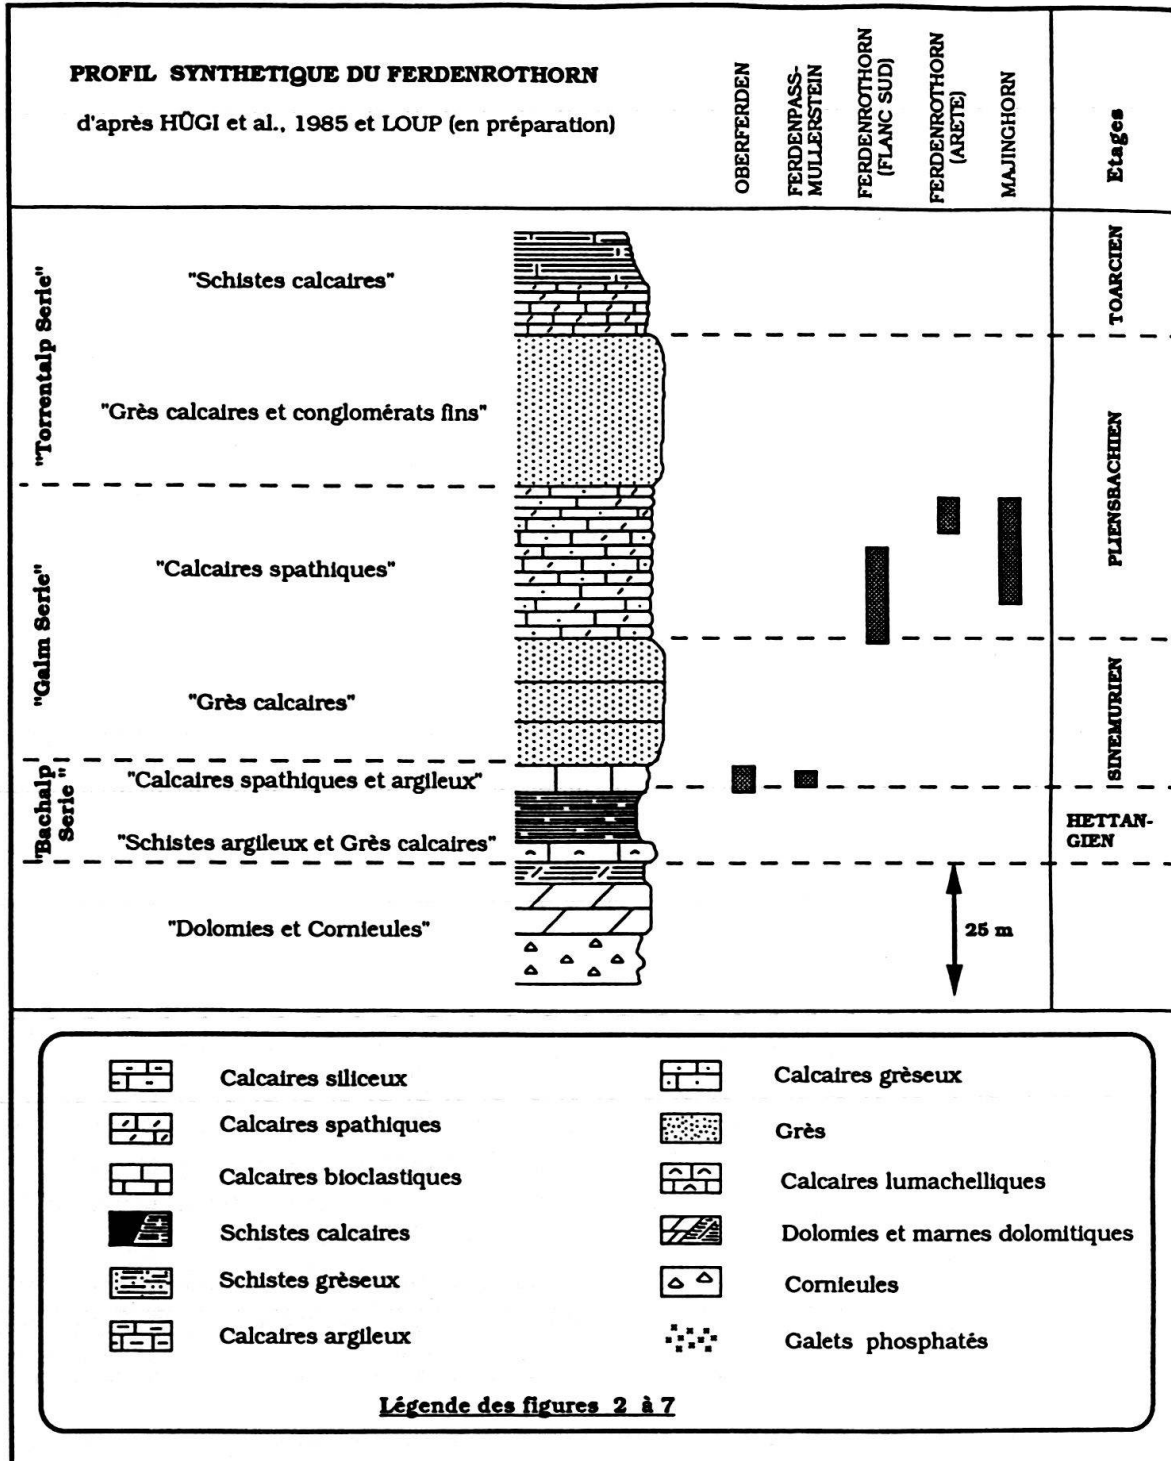 PROFIL SYNTHETIQUE DU FERDENROTHORN
d'après HÜGI et al., 1985 et LOUP (en préparation)
OBERFERDEN
FERDENPASS-
MULLERSTEIN
FERDENROTHORN
(FLANC SUD)
FERDENROTHORN
(ARETE)
MAJINGHORN
Etages
"Torrentalp Serie"
"Schistes calcaires"
TOARCIEN
"Grès calcaires et conglomérats fins"
PLIENSBACHIEN
"Galm Serie"
"Calcaires spathiques"
"Grès calcaires"
SINEMURIEN
"Bachalp
Serie "
"Calcaires spathiques et argileux"
"Schistes argileux et Grès calcaires"
HETTAN-
GIEN
"Dolomies et Cornieules"
25 m
Calcaires siliceux
Calcaires spathiques
Calcaires bioclastiques
Schistes calcaires
Schistes grèseux
Calcaires argileux
Calcaires grèseux
Grès
Calcaires lumachelliques
Dolomies et marnes dolomitiques
Cornieules
Galets phosphatés
Légende des figures 2 à 7